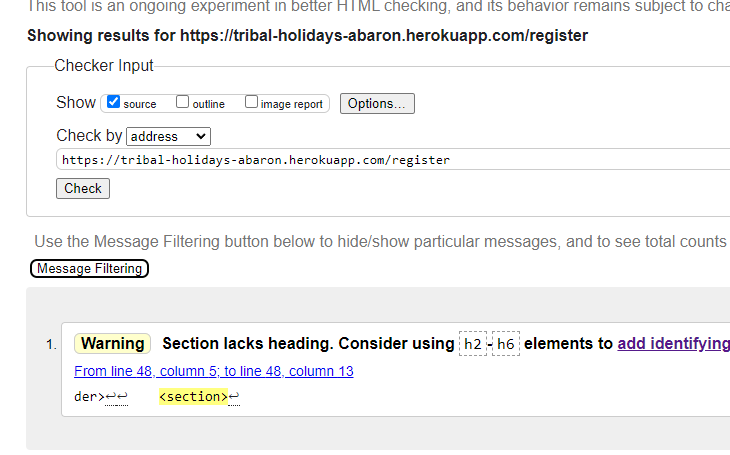 This tool is an ongoing experiment in better HTML checking, and its behavior remains subject to cha
Showing results for https://tribal-holidays-abaron.herokuapp.com/register
Checker Input
Show source outline image report Options...
Check by address
https://tribal-holidays-abaron.herokuapp.com/register
Check
Use the Message Filtering button below to hide/show particular messages, and to see total counts
Message Filtering
1. Warning Section lacks heading. Consider using h2-h6 elements to add identifying
From line 48, column 5; to line 48, column 13
der>↩↩ <section>↩